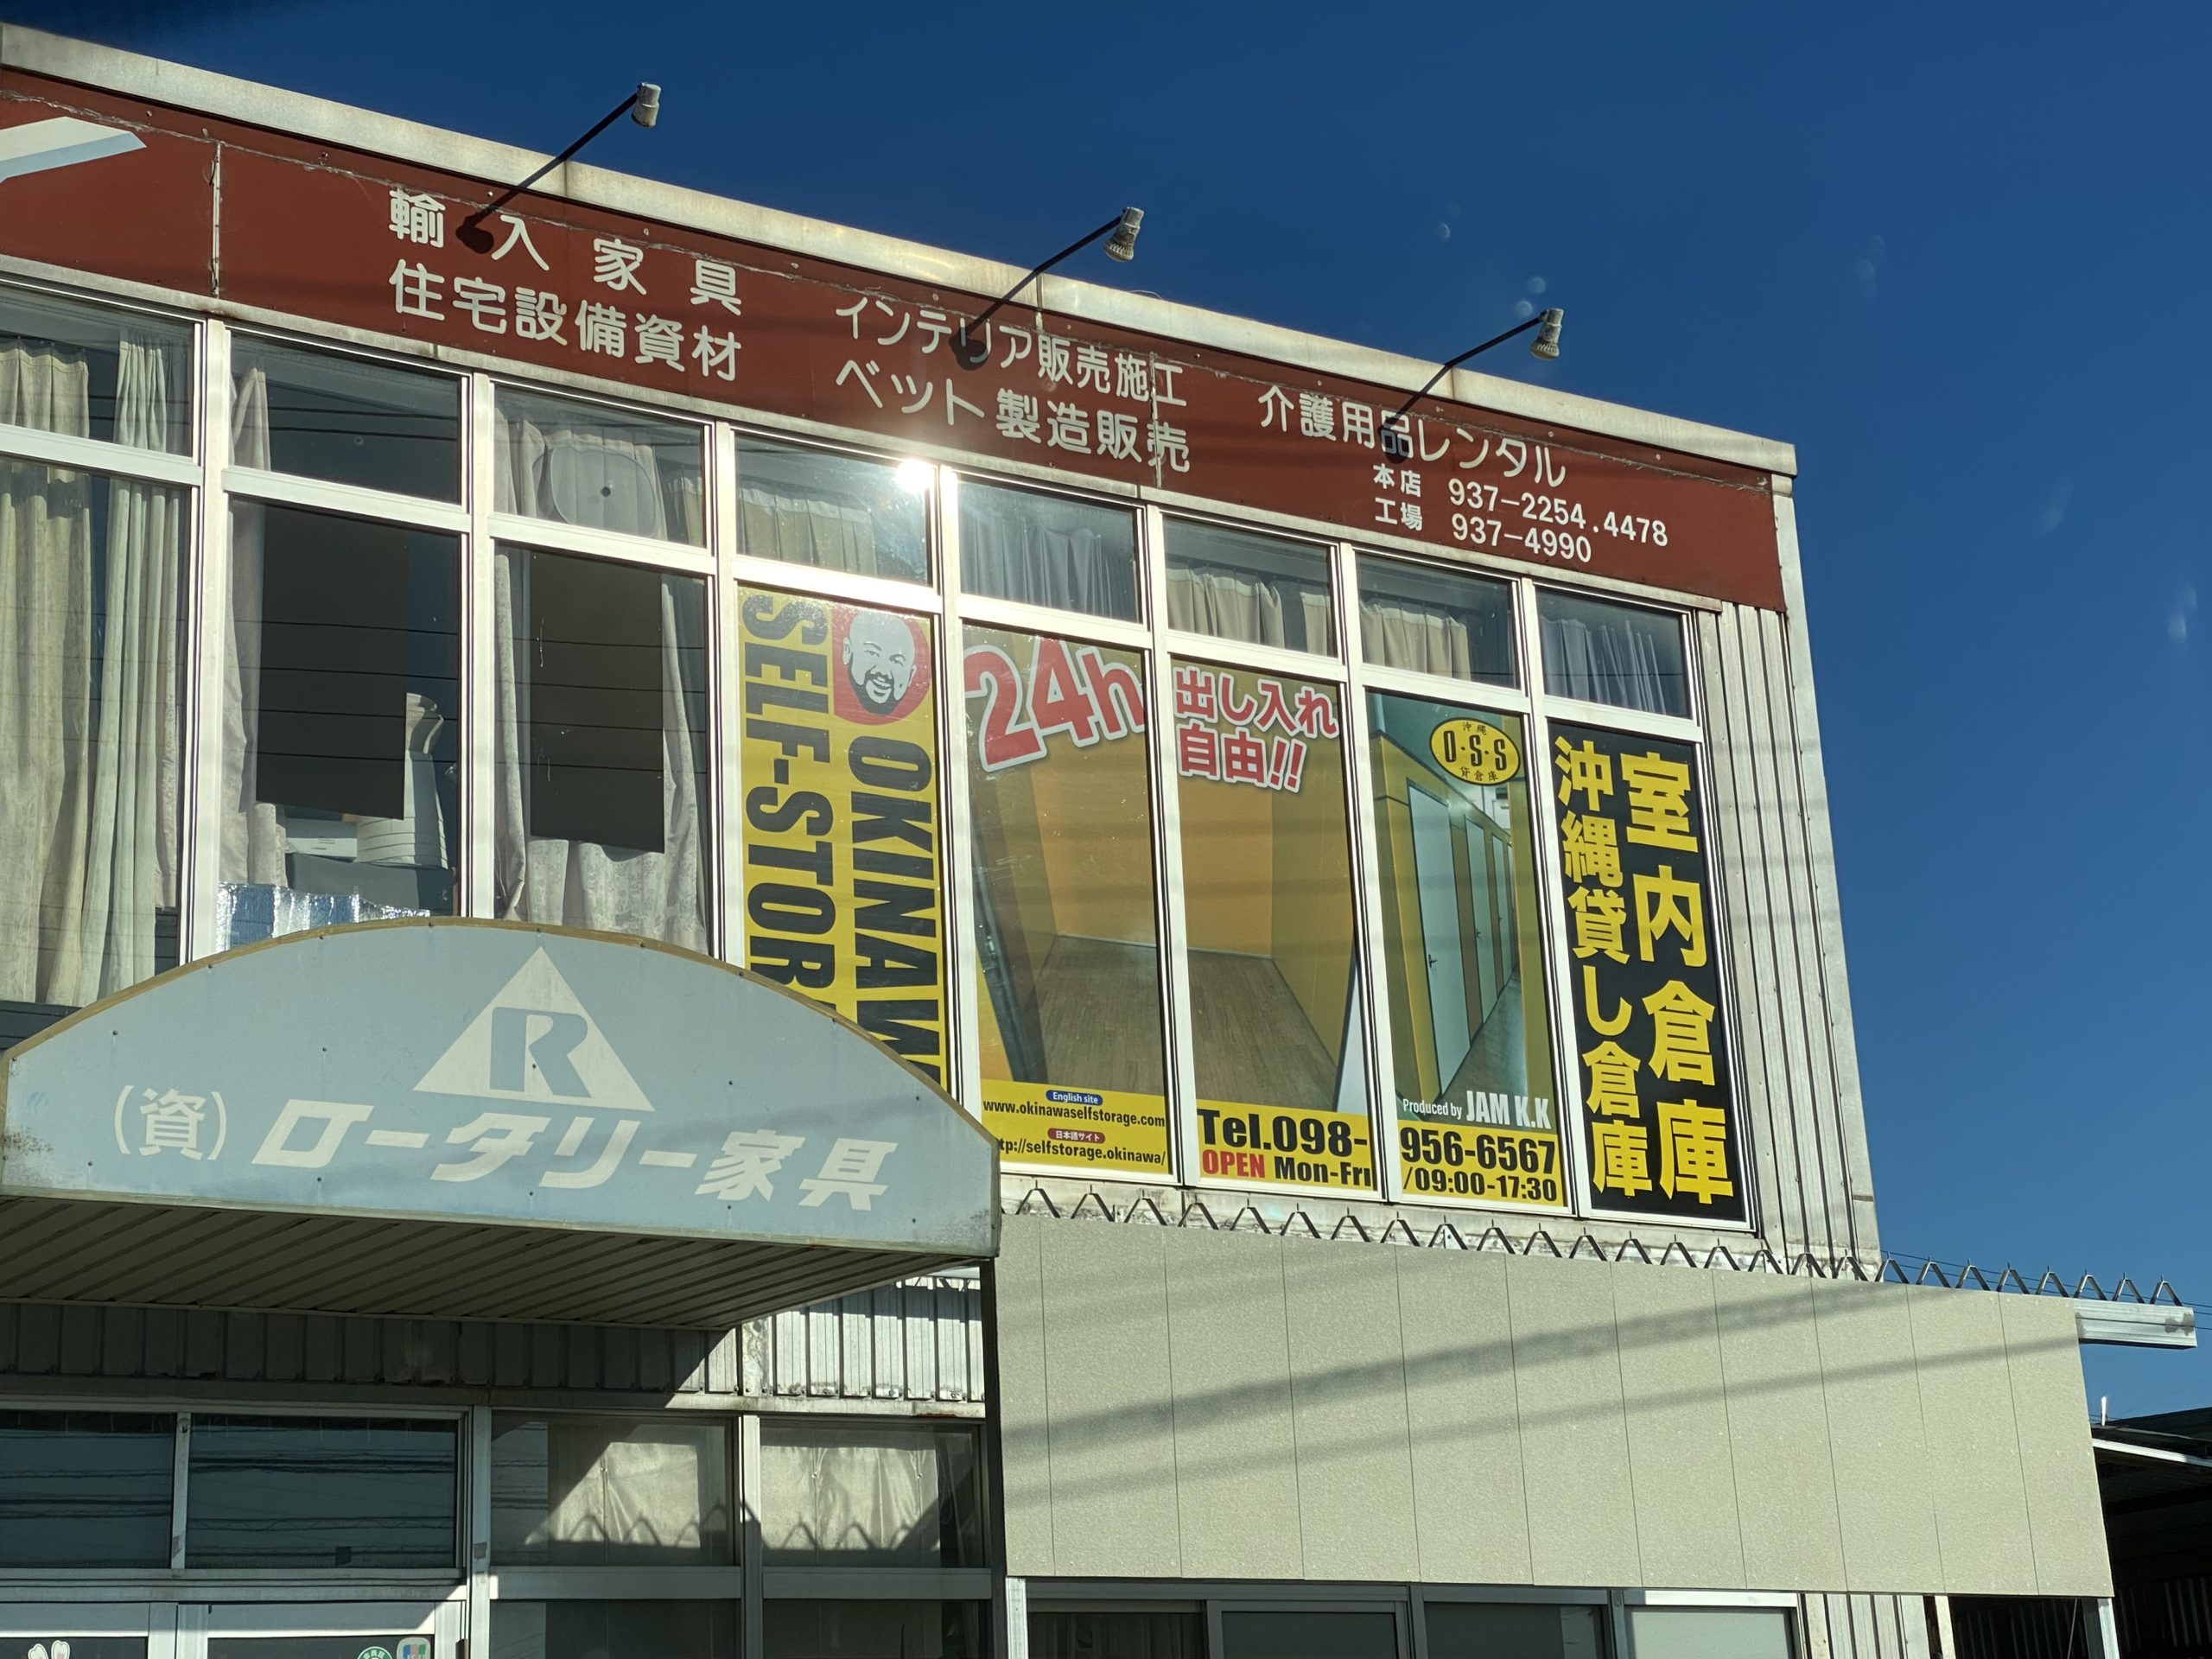 輸入家具
住宅設備資材
インテリア販売施工
ベット製造販売
介護用品レンタル
本店 937-2254.4478
工場 937-4990
SELF-STOR
OKINAWA
24h
出し入れ
自由!!
沖縄
O・S・S
貸倉庫
室内倉庫
沖縄貸し倉庫
English site
www.okinawaselfstorage.com
日本語サイト
tp://selfstorage.okinawa/
Produced by JAM K.K
Tel.098-956-6567
OPEN Mon-Fri/09:00-17:30
R
(資)ロータリー家具